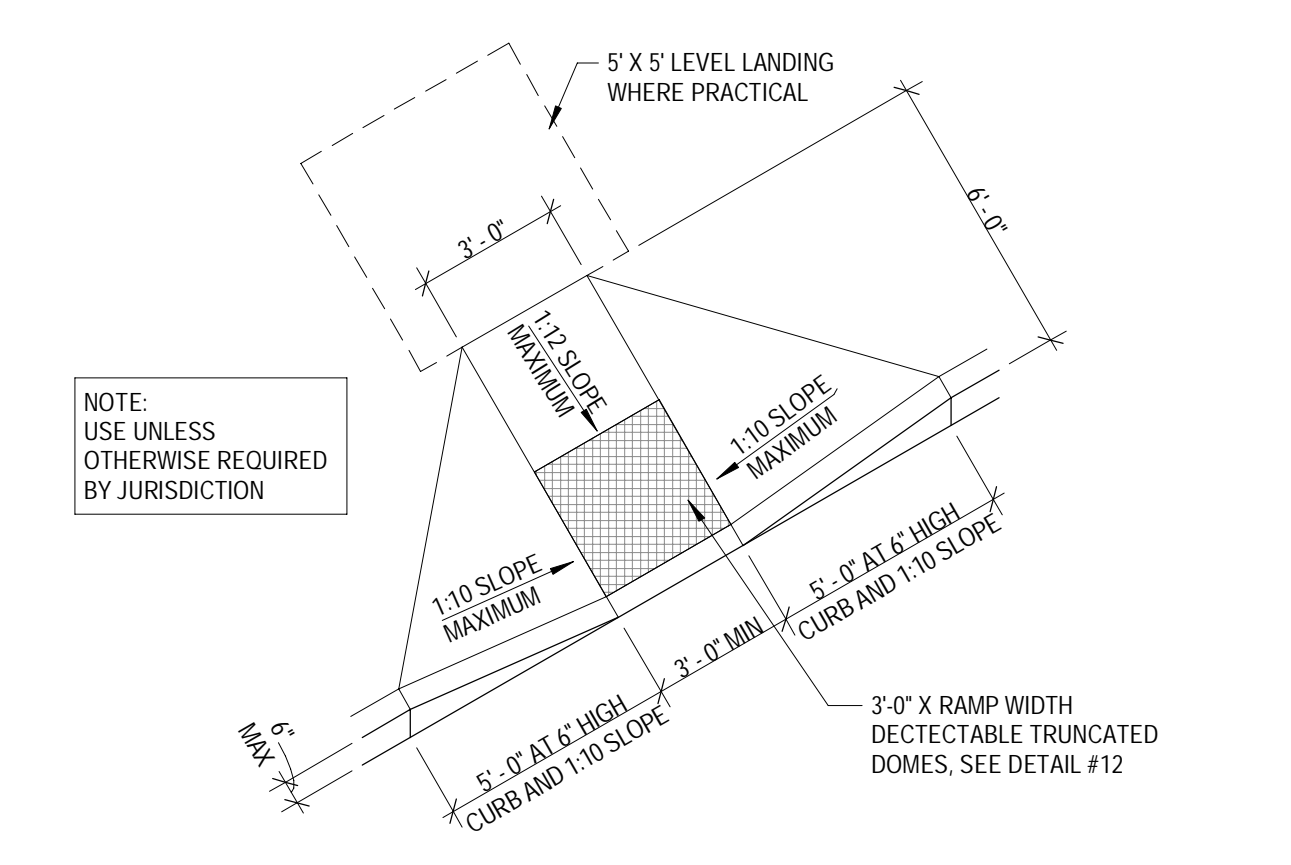 5' X 5' LEVEL LANDING
WHERE PRACTICAL
6' - 0"
3' - 0"
1:12 SLOPE
MAXIMUM
NOTE:
USE UNLESS
OTHERWISE REQUIRED
BY JURISDICTION
1:10 SLOPE
MAXIMUM
1:10 SLOPE
MAXIMUM
5' - 0" AT 6" HIGH
CURB AND 1:10 SLOPE
3' - 0" MIN
6"
MAX
5' - 0" AT 6" HIGH
CURB AND 1:10 SLOPE
3'-0" X RAMP WIDTH
DECTECTABLE TRUNCATED
DOMES, SEE DETAIL #12